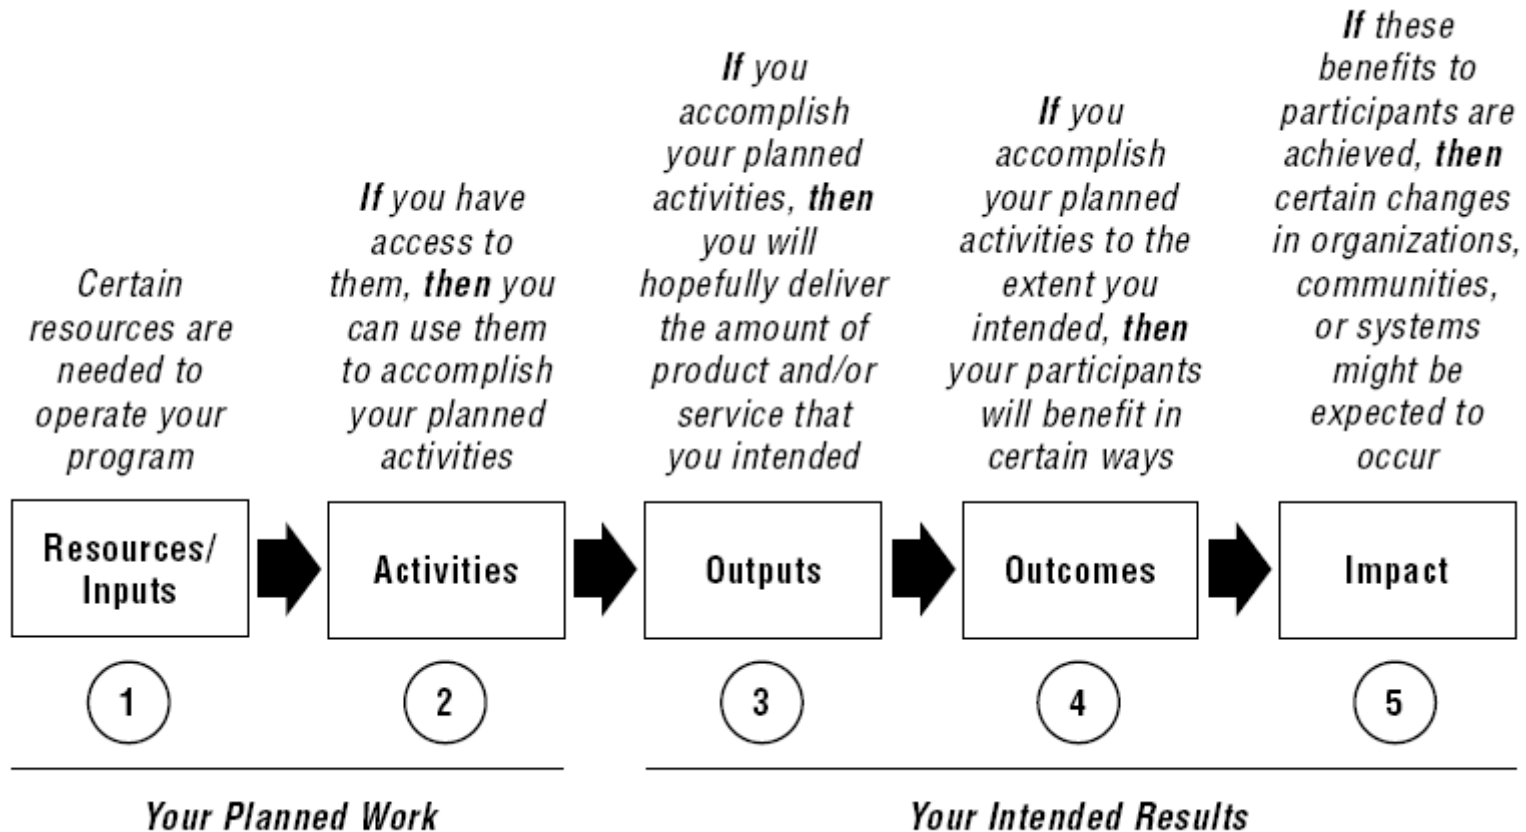 Certain
resources are
needed to
operate your
program
If you have
access to
them, then you
can use them
to accomplish
your planned
activities
If you
accomplish
your planned
activities, then
you will
hopefully deliver
the amount of
product and/or
service that
you intended
If you
accomplish
your planned
activities to the
extent you
intended, then
your participants
will benefit in
certain ways
If these
benefits to
participants are
achieved, then
certain changes
in organizations,
communities,
or systems
might be
expected to
occur
Resources/
Inputs
Activities
Outputs
Outcomes
Impact
1
2
3
4
5
Your Planned Work
Your Intended Results